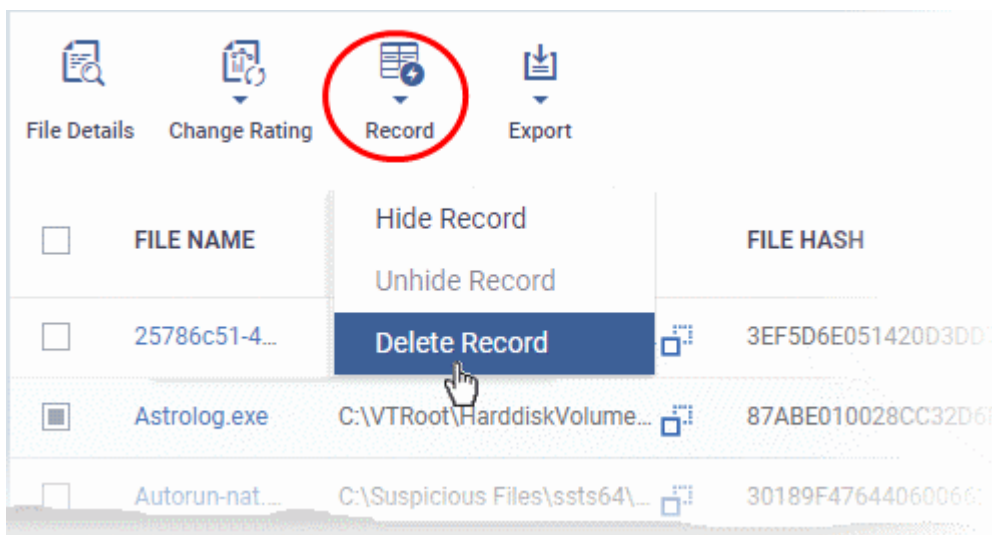 File Details Change Rating Record Export
Hide Record
FILE NAME FILE HASH
Unhide Record
25786c51-4... Delete Record 3EF5D6E051420D3DD
Astrolog.exe C:\VTRoot\HarddiskVolume... 87ABE010028CC32D6
Autorun-nat.... C:\Suspicious Files\ssts64\... 30189F47644060066